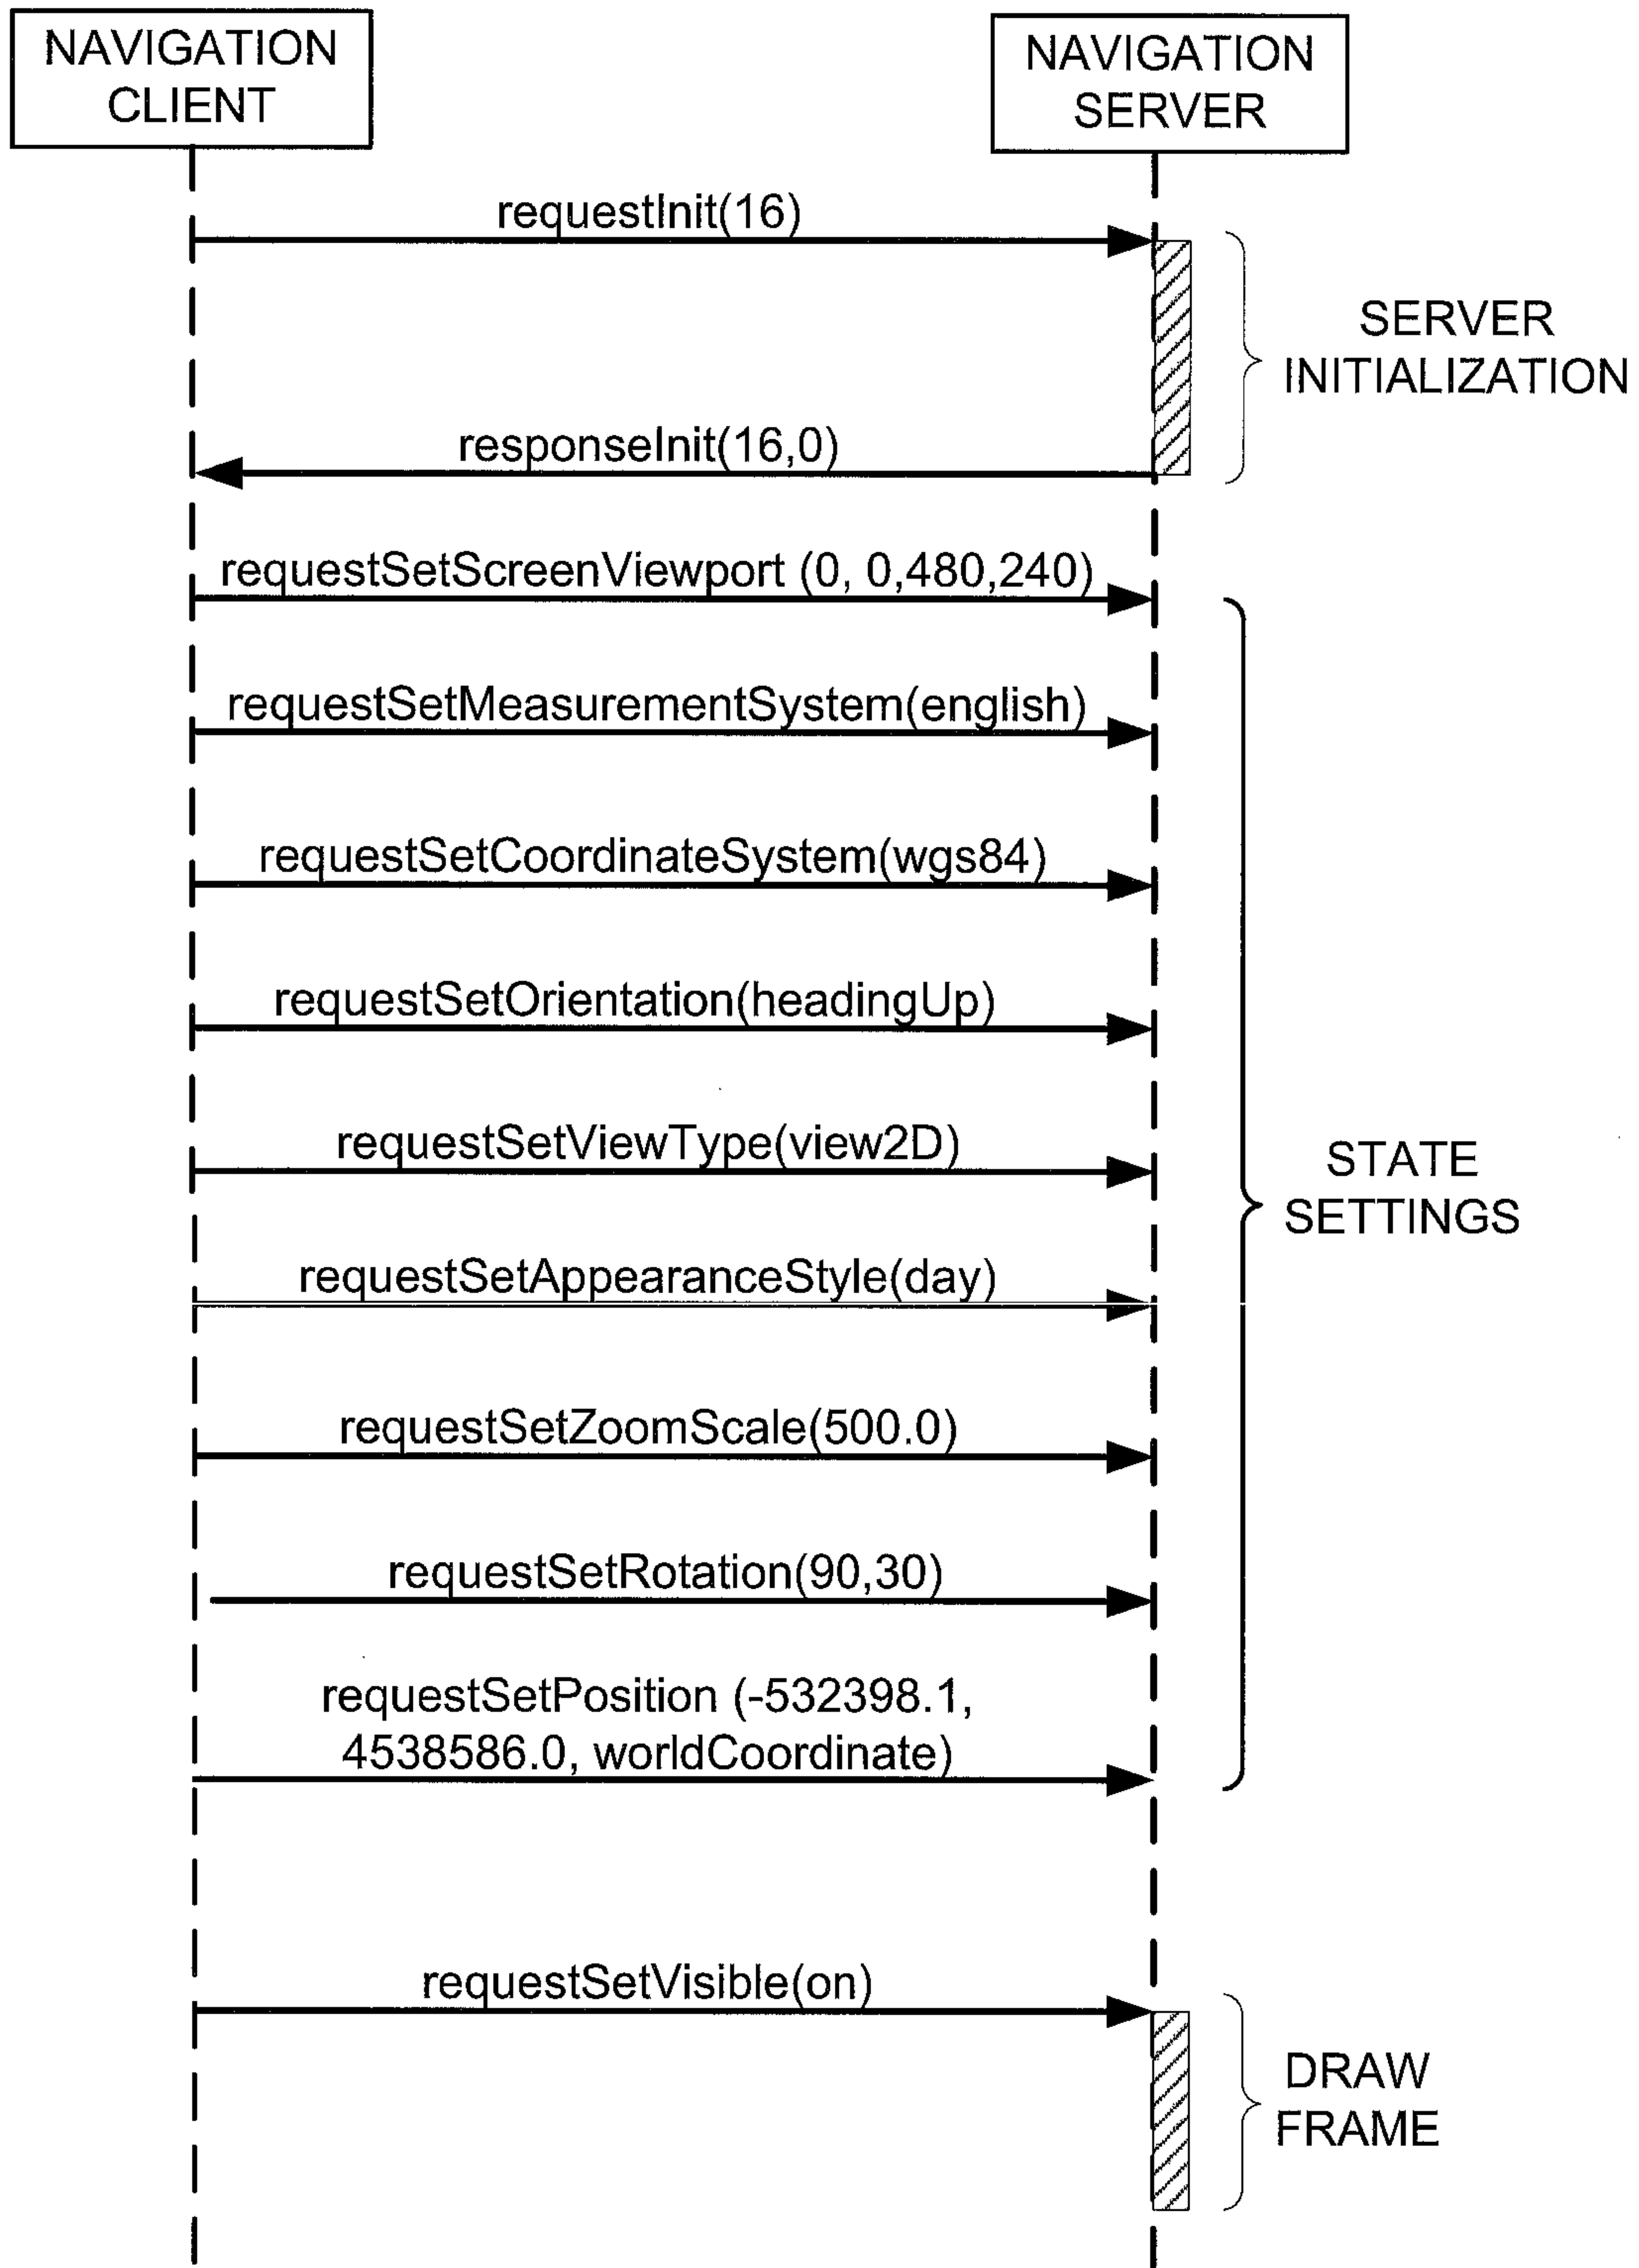 NAVIGATION
CLIENT
NAVIGATION
SERVER
requestInit(16)
SERVER
INITIALIZATION
responseInit(16,0)
requestSetScreenViewport (0, 0,480,240)
requestSetMeasurementSystem(english)
requestSetCoordinateSystem(wgs84)
requestSetOrientation(headingUp)
requestSetViewType(view2D)
STATE
SETTINGS
requestSetAppearanceStyle(day)
requestSetZoomScale(500.0)
requestSetRotation(90,30)
requestSetPosition (-532398.1,
4538586.0, worldCoordinate)
requestSetVisible(on)
DRAW
FRAME